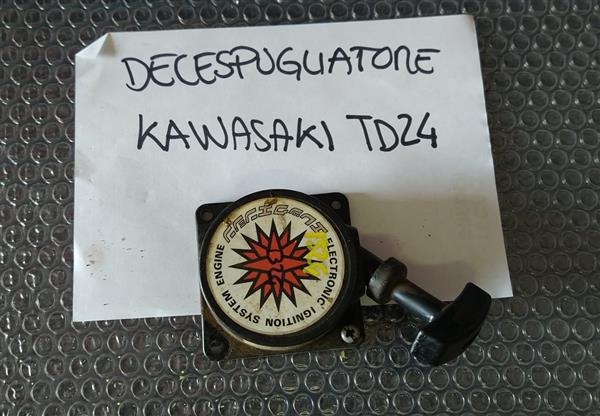 DECESPUGLIATORE
KAWASAKI TD24
ELECTRONIC IGNITION SYSTEM ENGINE